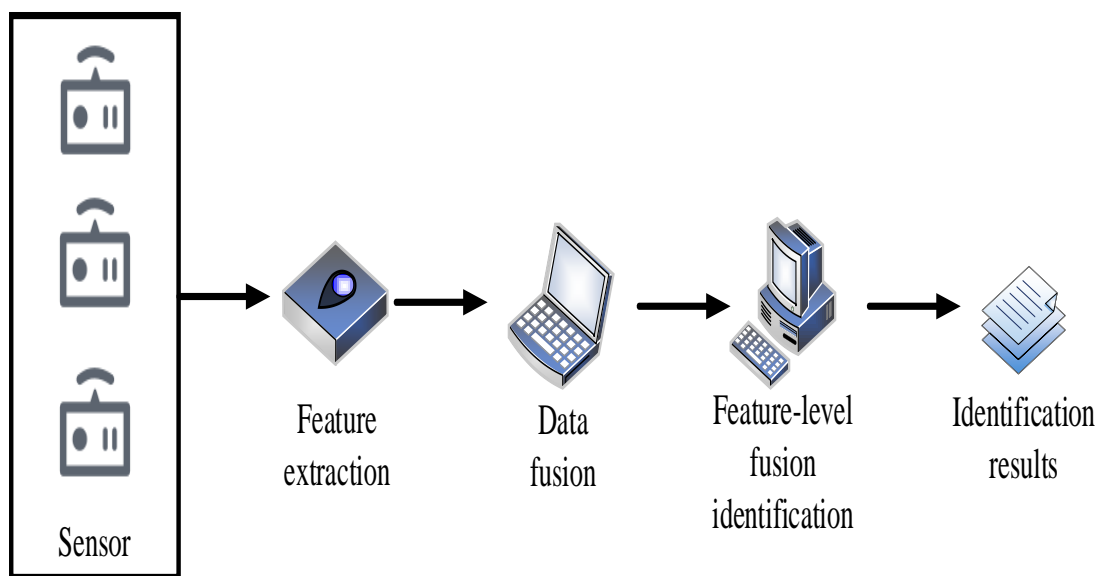 Sensor
Feature
extraction
Data
fusion
Feature-level
fusion
identification
Identification
results